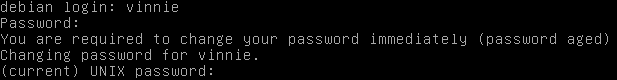 debian login: vinnie
Password:
You are required to change your password immediately (password aged)
Changing password for vinnie.
(current) UNIX password: